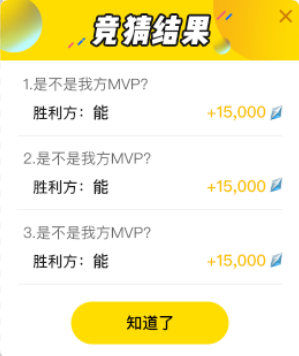 竞猜结果
1.是不是我方MVP?
胜利方：能 +15,000
2.是不是我方MVP?
胜利方：能 +15,000
3.是不是我方MVP?
胜利方：能 +15,000
知道了